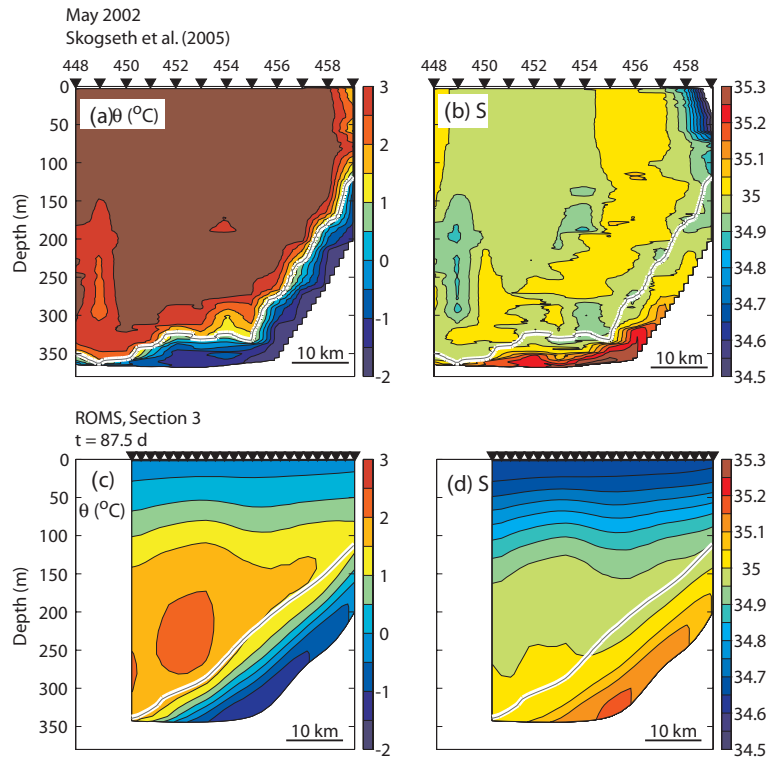 May 2002
Skogseth et al. (2005)
448 450 452 454 456 458
448 450 452 454 456 458
(a) θ (°C)
(b) S
Depth (m)
0
50
100
150
200
250
300
350
10 km
3
2
1
0
-1
-2
10 km
35.3
35.2
35.1
35
34.9
34.8
34.7
34.6
34.5
ROMS, Section 3
t = 87.5 d
(c)
θ (°C)
(d) S
Depth (m)
0
50
100
150
200
250
300
350
10 km
3
2
1
0
-1
-2
10 km
35.3
35.2
35.1
35
34.9
34.8
34.7
34.6
34.5